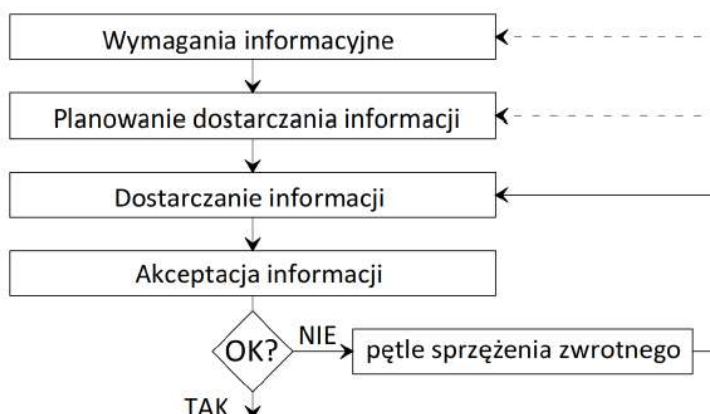 Wymagania informacyjne
Planowanie dostarczania informacji
Dostarczanie informacji
Akceptacja informacji
OK?
NIE
pętle sprzężenia zwrotnego
TAK